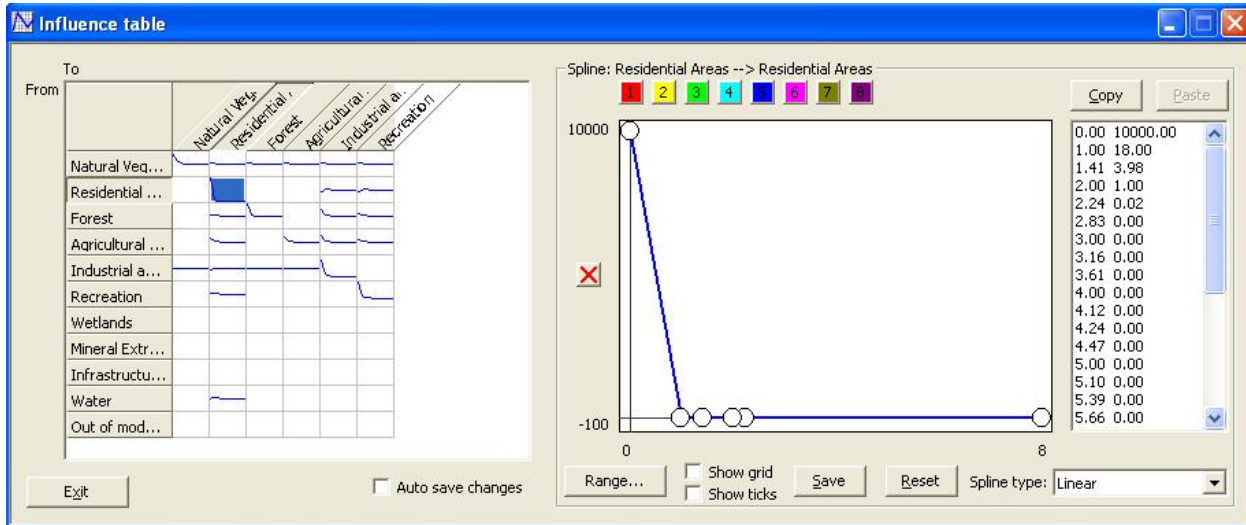 Influence table
To
From
Natural Veg.
Residential,
Forest
Agricultural.
Industrial ar.
Recreation
Natural Veg...
Residential ...
Forest
Agricultural ...
Industrial a...
Recreation
Wetlands
Mineral Extr...
Infrastructu...
Water
Out of mod...
Exit
Auto save changes
Spline: Residential Areas --> Residential Areas
1 2 3 4 5 6 7 8
Copy
Paste
10000
-100
0
8
0.00 10000.00
1.00 18.00
1.41 3.98
2.00 1.00
2.24 0.02
2.83 0.00
3.00 0.00
3.16 0.00
3.61 0.00
4.00 0.00
4.12 0.00
4.24 0.00
4.47 0.00
5.00 0.00
5.10 0.00
5.39 0.00
5.66 0.00
Range...
Show grid
Show ticks
Save
Reset
Spline type: Linear